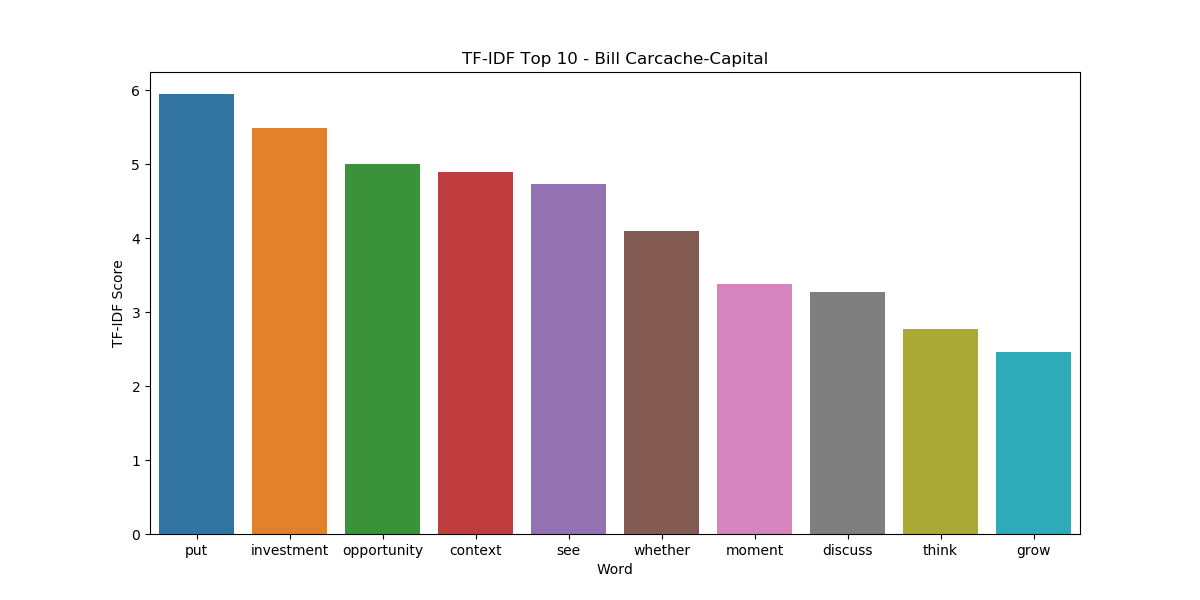 TF-IDF Top 10 - Bill Carcache-Capital
TF-IDF Score
6
5
4
3
2
1
0
put investment opportunity context see whether moment discuss think grow
Word